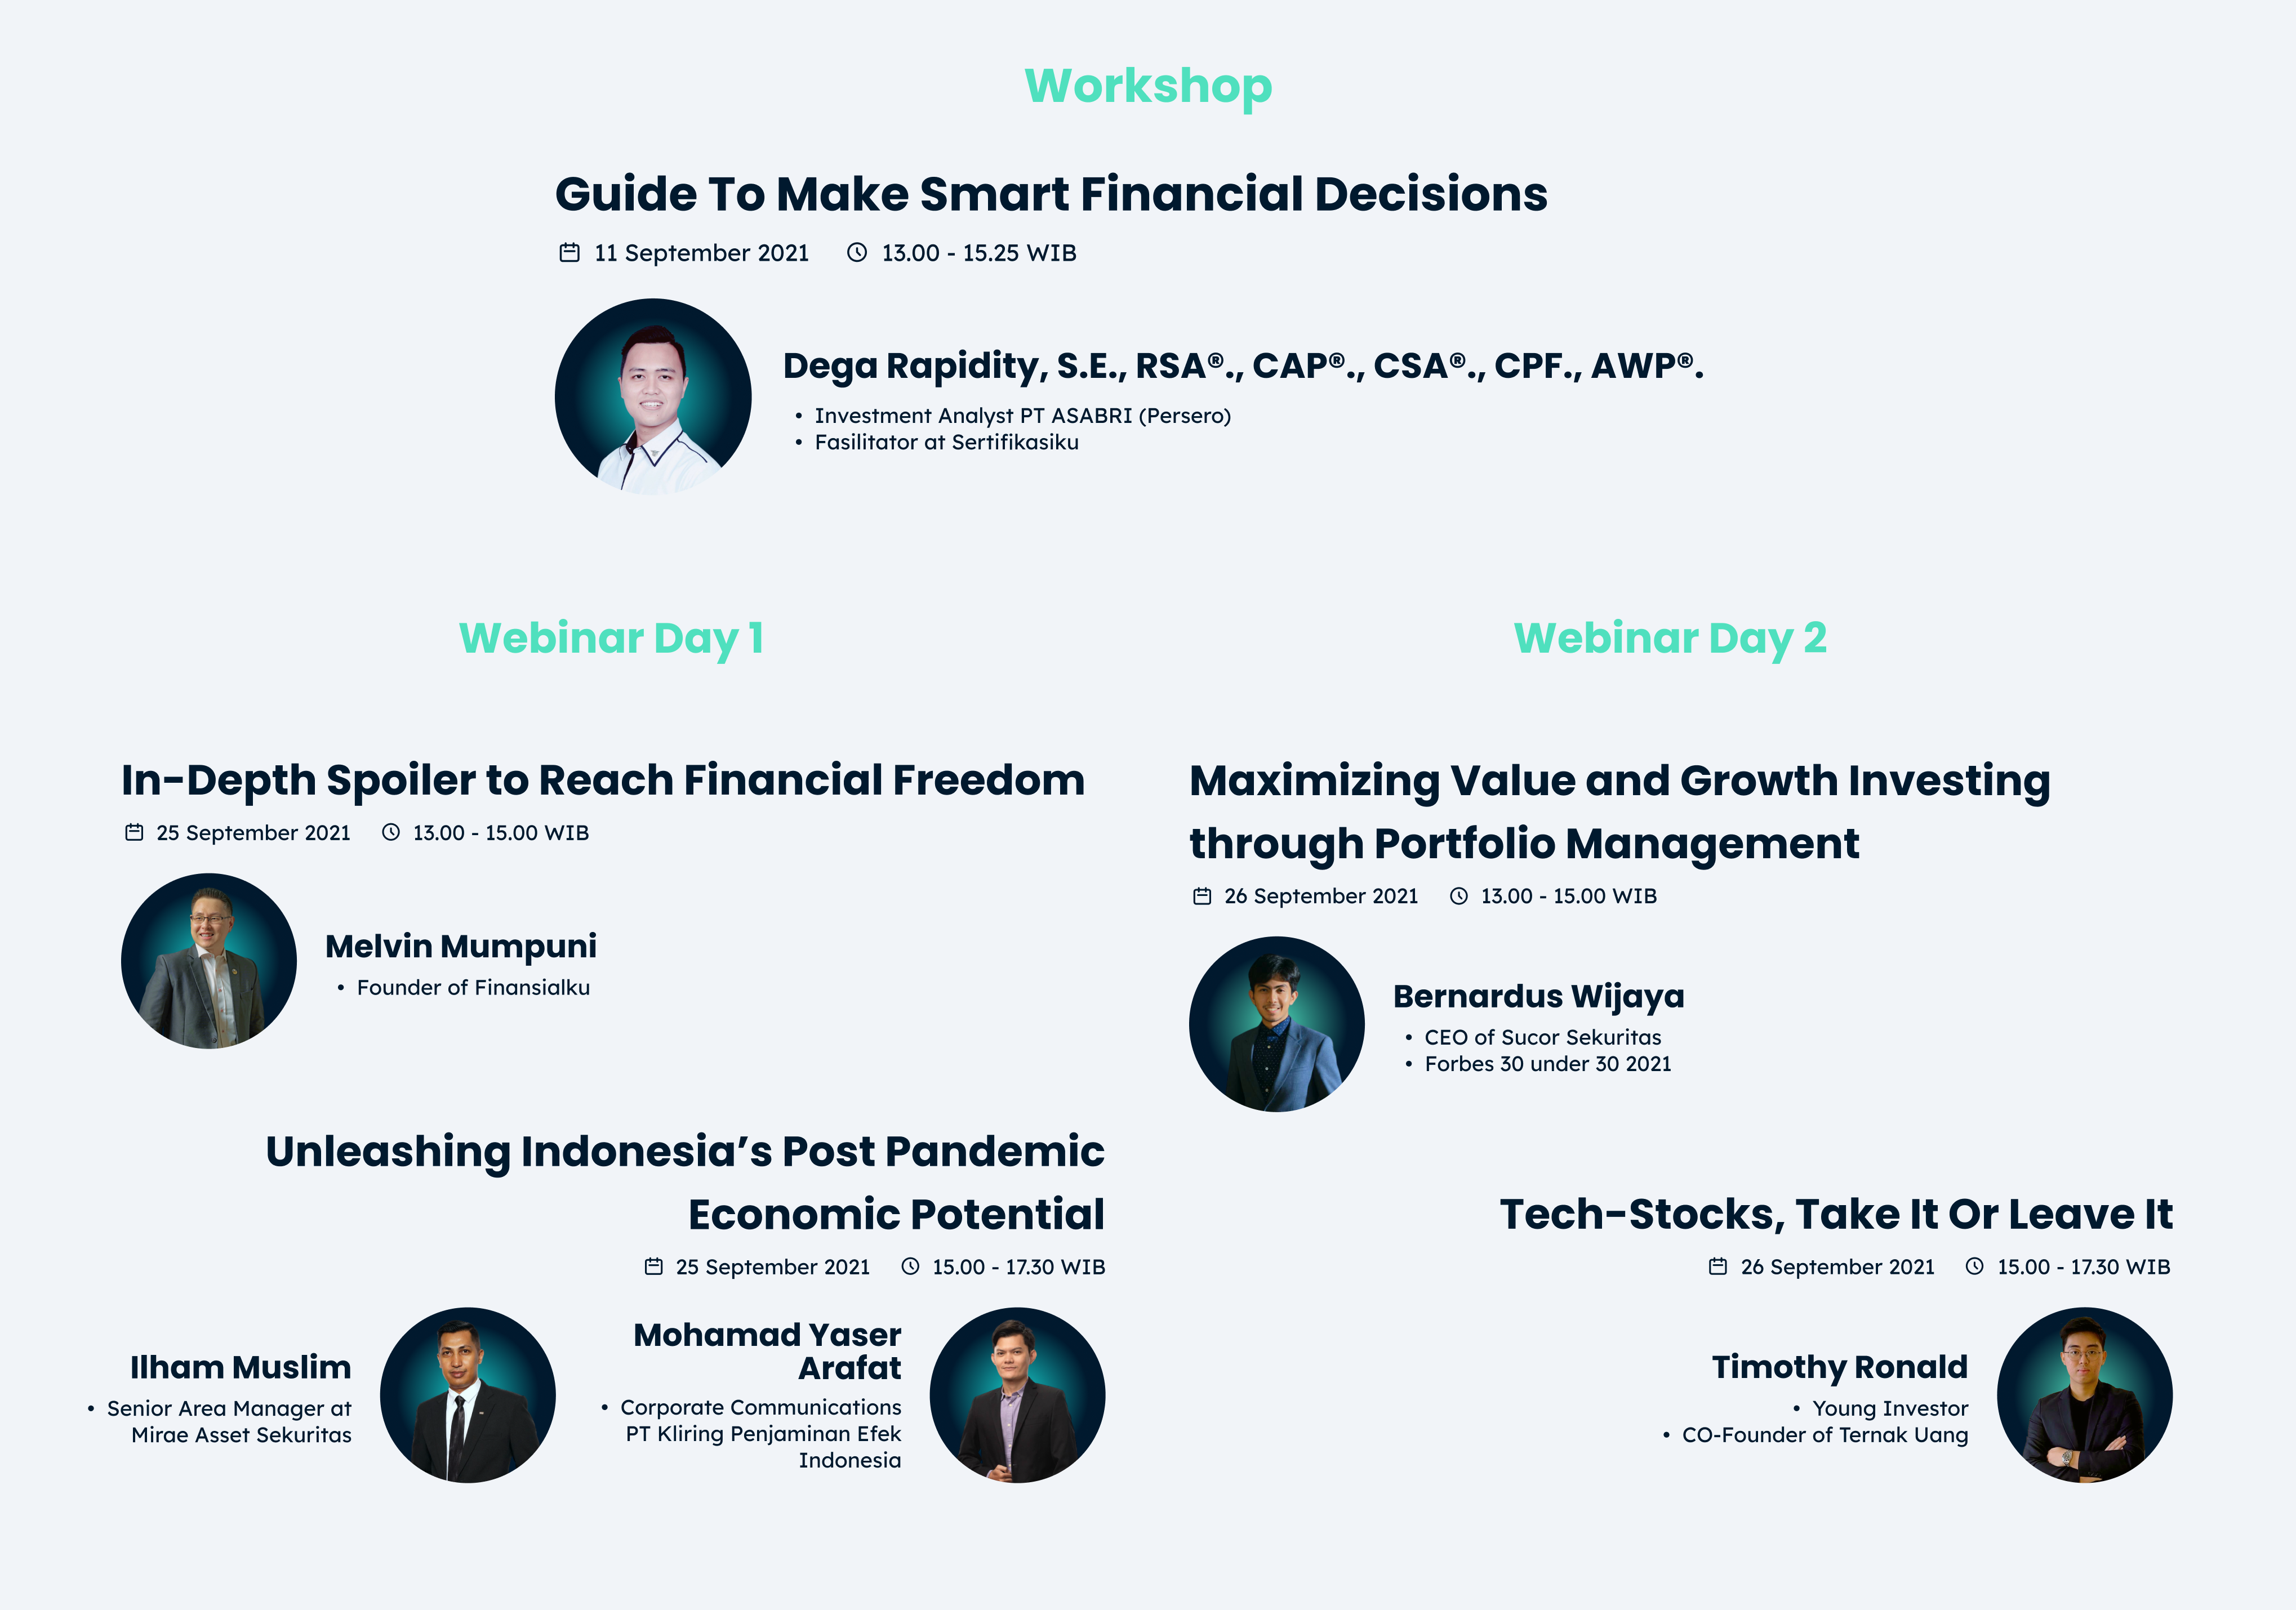 Workshop
Guide To Make Smart Financial Decisions
11 September 2021 13.00 - 15.25 WIB
Dega Rapidity, S.E., RSA®., CAP®., CSA®., CPF., AWP®.
• Investment Analyst PT ASABRI (Persero)
• Fasilitator at Sertifikasiku
Webinar Day 1
In-Depth Spoiler to Reach Financial Freedom
25 September 2021 13.00 - 15.00 WIB
Melvin Mumpuni
• Founder of Finansialku
Unleashing Indonesia’s Post Pandemic
Economic Potential
25 September 2021 15.00 - 17.30 WIB
Ilham Muslim
• Senior Area Manager at
Mirae Asset Sekuritas
Mohamad Yaser
Arafat
• Corporate Communications
PT Kliring Penjaminan Efek
Indonesia
Webinar Day 2
Maximizing Value and Growth Investing
through Portfolio Management
26 September 2021 13.00 - 15.00 WIB
Bernardus Wijaya
• CEO of Sucor Sekuritas
• Forbes 30 under 30 2021
Tech-Stocks, Take It Or Leave It
26 September 2021 15.00 - 17.30 WIB
Timothy Ronald
• Young Investor
• CO-Founder of Ternak Uang